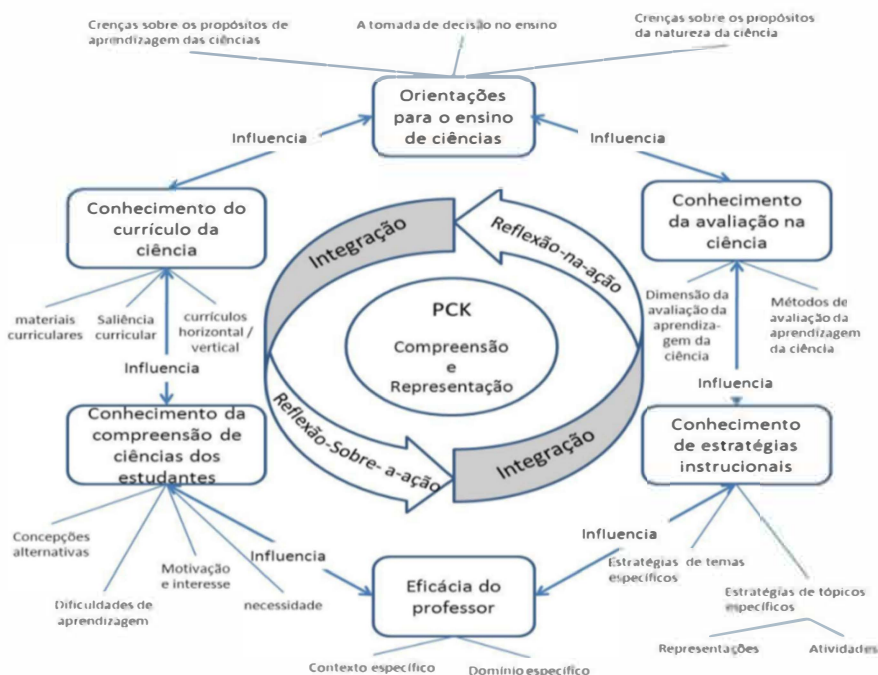 Crenças sobre os propósitos de
aprendizagem das ciências
A tomada de decisão no ensino
Crenças sobre os propósitos
da natureza da ciência
Orientações
para o ensino
de ciências
Influencia
Influencia
Conhecimento do
currículo da
ciência
Conhecimento
da avaliação na
ciência
Integração
Reflexão-na-ação
materiais
curriculares
Saliência
curricular
currículos
horizontal /
vertical
PCK
Compreensão
e
Representação
Dimensão da
avaliação da
aprendiza-
gem da
ciência
Métodos de
avaliação da
aprendizagem
da ciência
Influencia
Influencia
Conhecimento da
compreensão de
ciências dos
estudantes
Reflexão-Sobre- a-ação
Integração
Conhecimento
de estratégias
instrucionais
Concepções
alternativas
Motivação
e interesse
Dificuldades de
aprendizagem
necessidade
Influencia
Influencia
Eficácia do
professor
Estratégias de temas
específicos
Estratégias de tópicos
específicos
Representações
Atividades
Contexto específico
Domínio específico